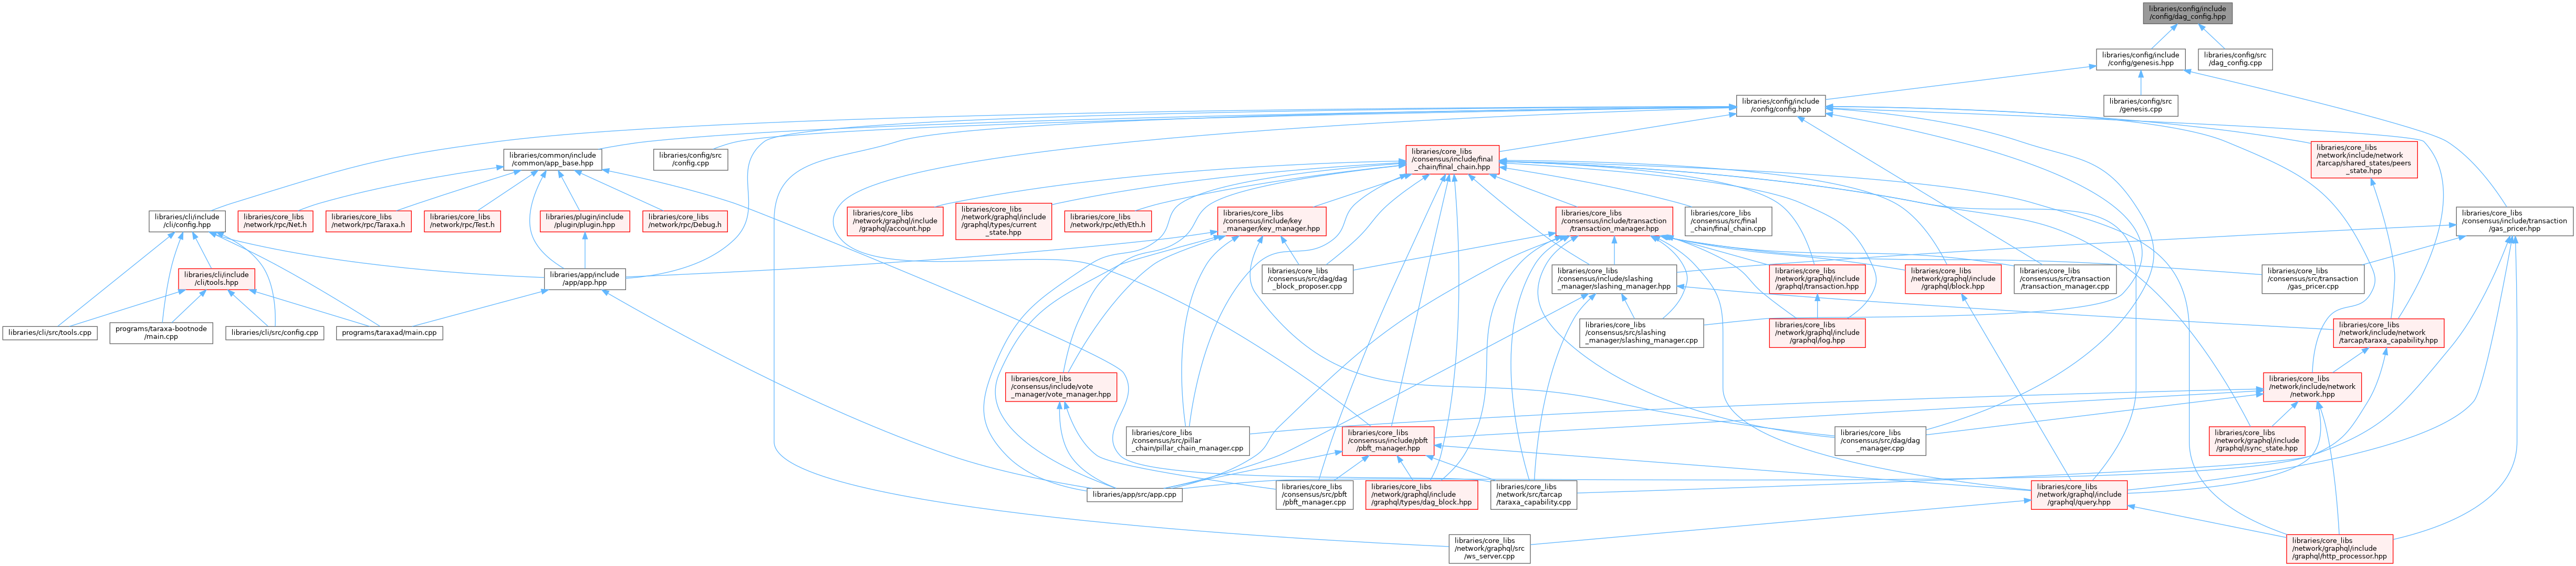 libraries/config/include
/config/dag_config.hpp
libraries/config/include
/config/genesis.hpp
libraries/config/src
/dag_config.cpp
libraries/config/include
/config/config.hpp
libraries/config/src
/genesis.cpp
libraries/common/include
/common/app_base.hpp
libraries/config/src
/config.cpp
libraries/core_libs
/consensus/include/final
_chain/final_chain.hpp
libraries/core_libs
/network/include/network
/tarcap/shared_states/peers
_state.hpp
libraries/cli/include
/cli/config.hpp
libraries/core_libs
/network/rpc/Net.h
libraries/core_libs
/network/rpc/Taraxa.h
libraries/core_libs
/network/rpc/Test.h
libraries/plugin/include
/plugin/plugin.hpp
libraries/core_libs
/network/rpc/Debug.h
libraries/core_libs
/network/graphql/include
/graphql/account.hpp
libraries/core_libs
/network/graphql/include
/graphql/types/current
_state.hpp
libraries/core_libs
/network/rpc/eth/Eth.h
libraries/core_libs
/consensus/include/key
_manager/key_manager.hpp
libraries/core_libs
/consensus/include/transaction
/transaction_manager.hpp
libraries/core_libs
/consensus/src/final
_chain/final_chain.cpp
libraries/core_libs
/consensus/include/transaction
/gas_pricer.hpp
libraries/cli/include
/cli/tools.hpp
libraries/app/include
/app/app.hpp
libraries/core_libs
/consensus/src/dag/dag
_block_proposer.cpp
libraries/core_libs
/consensus/include/slashing
_manager/slashing_manager.hpp
libraries/core_libs
/network/graphql/include
/graphql/transaction.hpp
libraries/core_libs
/network/graphql/include
/graphql/block.hpp
libraries/core_libs
/consensus/src/transaction
/transaction_manager.cpp
libraries/core_libs
/consensus/src/transaction
/gas_pricer.cpp
libraries/cli/src/tools.cpp
programs/taraxa-bootnode
/main.cpp
libraries/cli/src/config.cpp
programs/taraxad/main.cpp
libraries/core_libs
/consensus/src/slashing
_manager/slashing_manager.cpp
libraries/core_libs
/network/graphql/include
/graphql/log.hpp
libraries/core_libs
/network/include/network
/tarcap/taraxa_capability.hpp
libraries/core_libs
/consensus/include/vote
_manager/vote_manager.hpp
libraries/core_libs
/network/include/network
/network.hpp
libraries/core_libs
/consensus/src/pillar
_chain/pillar_chain_manager.cpp
libraries/core_libs
/consensus/include/pbft
/pbft_manager.hpp
libraries/core_libs
/consensus/src/dag/dag
_manager.cpp
libraries/core_libs
/network/graphql/include
/graphql/sync_state.hpp
libraries/app/src/app.cpp
libraries/core_libs
/consensus/src/pbft
/pbft_manager.cpp
libraries/core_libs
/network/graphql/include
/graphql/types/dag_block.hpp
libraries/core_libs
/network/src/tarcap
/taraxa_capability.cpp
libraries/core_libs
/network/graphql/include
/graphql/query.hpp
libraries/core_libs
/network/graphql/src
/ws_server.cpp
libraries/core_libs
/network/graphql/include
/graphql/http_processor.hpp